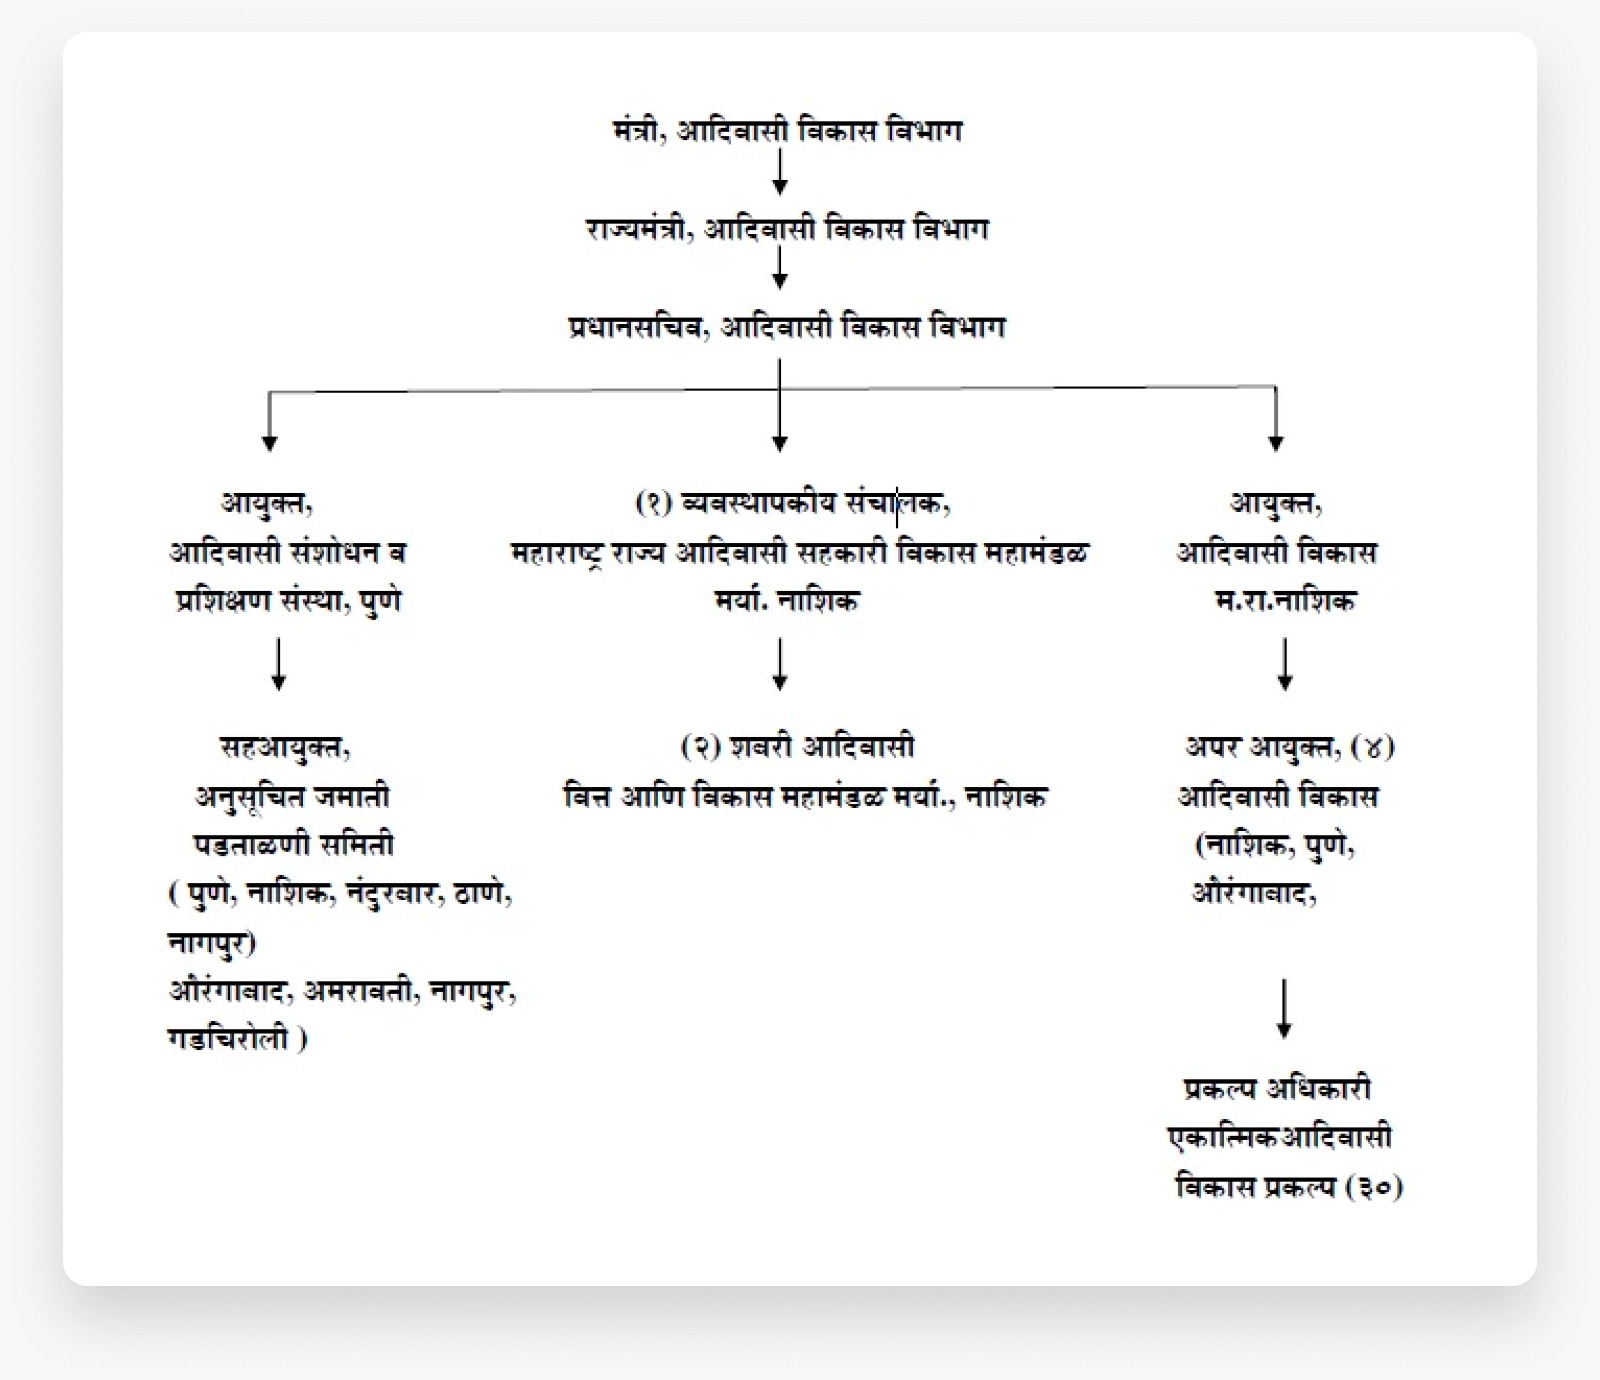 मंत्री, आदिवासी विकास विभाग
राज्यमंत्री, आदिवासी विकास विभाग
प्रधानसचिव, आदिवासी विकास विभाग
आयुक्त,
आदिवासी संशोधन व
प्रशिक्षण संस्था, पुणे
सहआयुक्त,
अनुसूचित जमाती
पडताळणी समिती
( पुणे, नाशिक, नंदुरबार, ठाणे,
नागपुर)
औरंगाबाद, अमरावती, नागपुर,
गडचिरोली )
(१) व्यवस्थापकीय संचालक,
महाराष्ट्र राज्य आदिवासी सहकारी विकास महामंडळ
मर्या. नाशिक
(२) शबरी आदिवासी
वित्त आणि विकास महामंडळ मर्या., नाशिक
आयुक्त,
आदिवासी विकास
म.रा.नाशिक
अपर आयुक्त, (४)
आदिवासी विकास
(नाशिक, पुणे,
औरंगाबाद,
प्रकल्प अधिकारी
एकात्मिकआदिवासी
विकास प्रकल्प (३०)